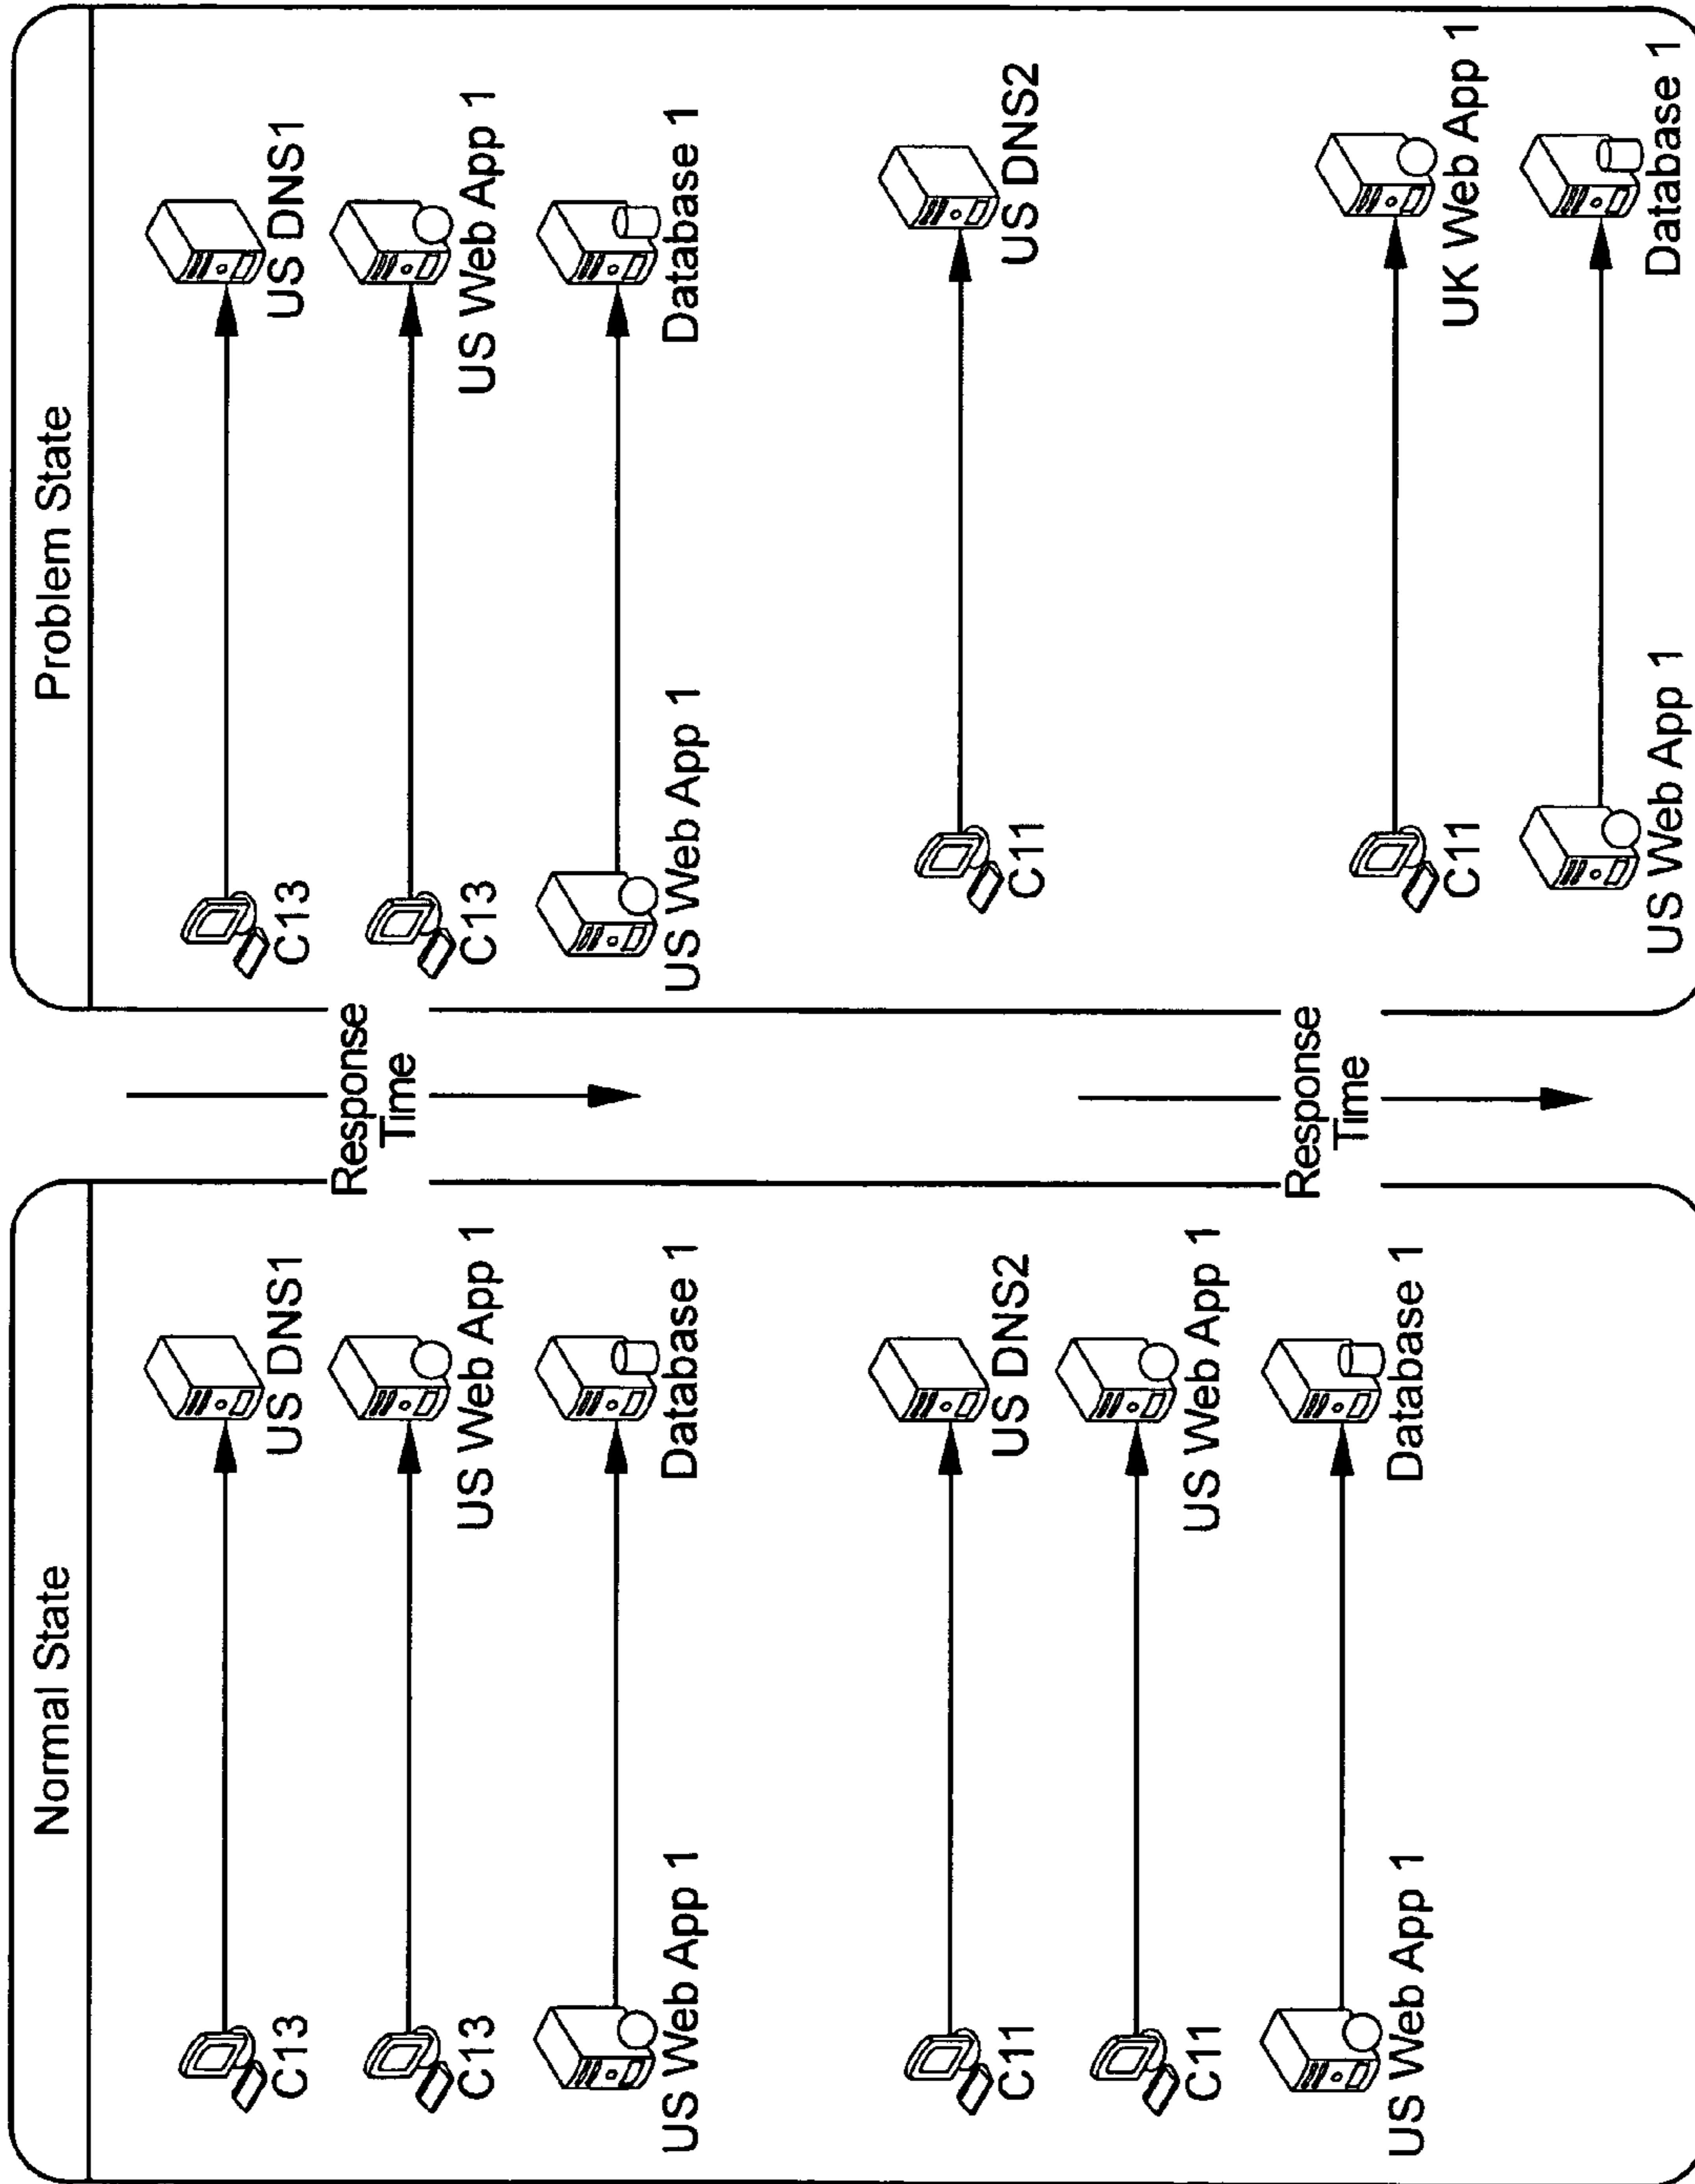 Normal State
C13
US DNS1
C13
US Web App 1
US Web App 1
Database 1
C11
US DNS2
C11
US Web App 1
US Web App 1
Database 1
Response
Time
Response
Time
Problem State
C13
US DNS1
C13
US Web App 1
US Web App 1
Database 1
C11
US DNS2
C11
UK Web App 1
US Web App 1
Database 1